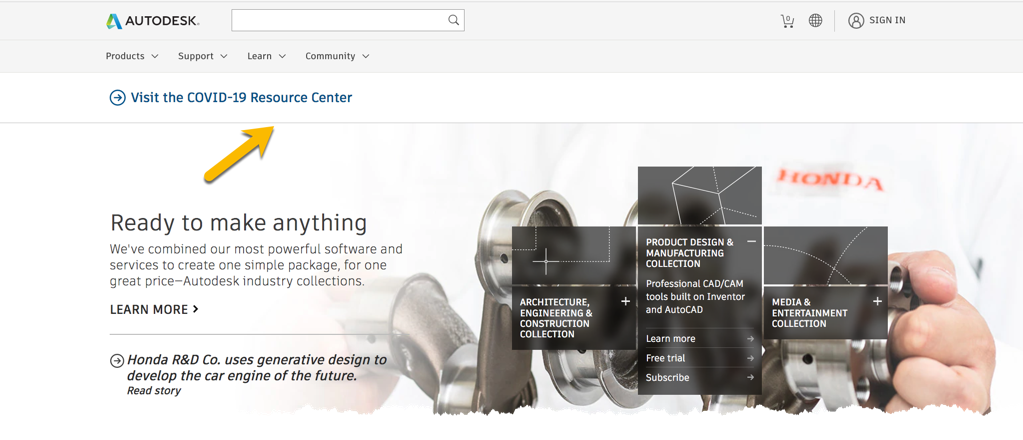 AUTODESK.
0
SIGN IN
Products
Support
Learn
Community
Visit the COVID-19 Resource Center
HONDA
Ready to make anything
We've combined our most powerful software and
services to create one simple package, for one
great price—Autodesk industry collections.
LEARN MORE
Honda R&D Co. uses generative design to
develop the car engine of the future.
Read story
ARCHITECTURE,
ENGINEERING &
CONSTRUCTION
COLLECTION
PRODUCT DESIGN &
MANUFACTURING
COLLECTION
Professional CAD/CAM
tools built on Inventor
and AutoCAD
Learn more
Free trial
Subscribe
MEDIA &
ENTERTAINMENT
COLLECTION